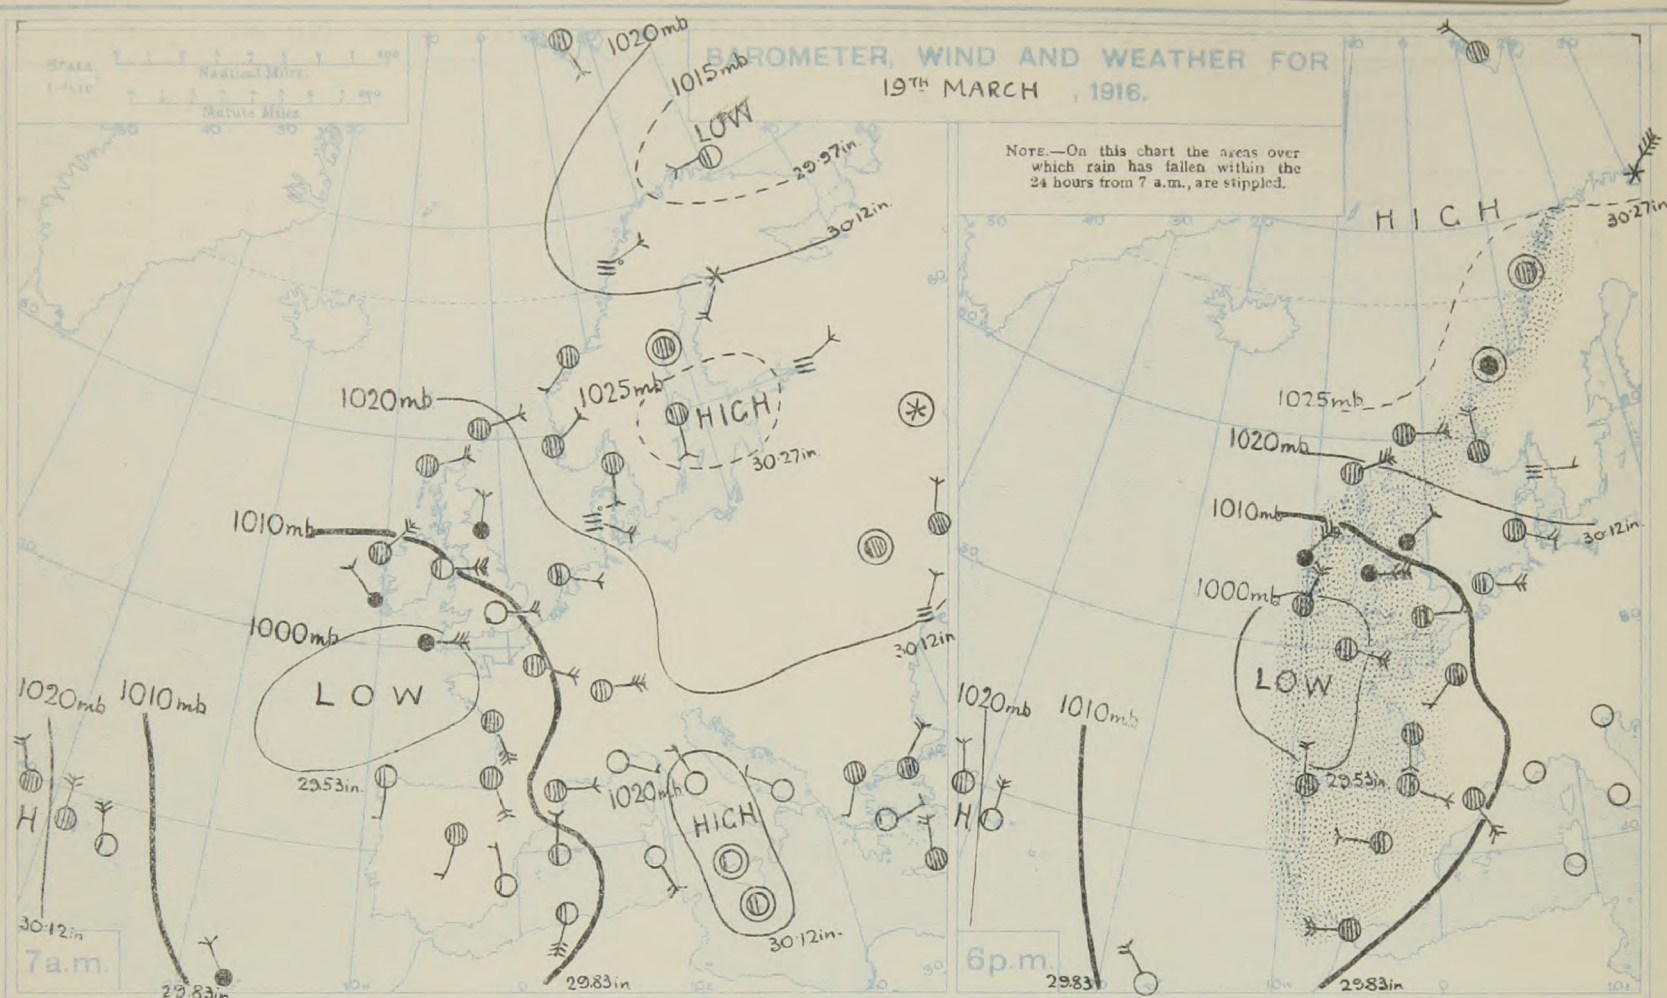 BAROMETER, WIND AND WEATHER FOR
19TH MARCH, 1916.
NOTE.—On this chart the areas over
which rain has fallen within the
24 hours from 7 a.m., are stippled.
Nautical Miles
Statute Miles
1020mb
1015mb
LOW
29.97in.
30.12in.
1020mb
1025mb
HIGH
30.27in.
1010mb
1000mb
LOW
29.53in.
30.12in
1020mb
1010mb
H
30.12in
29.83in
1020mb
HIGH
30.12in.
29.83in
7a.m.
HIGH
30.27in
1025mb
1020mb
30.12in.
1010mb
1000mb
LOW
29.53in.
1020mb
1010mb
H
29.83
29.83in
6p.m.